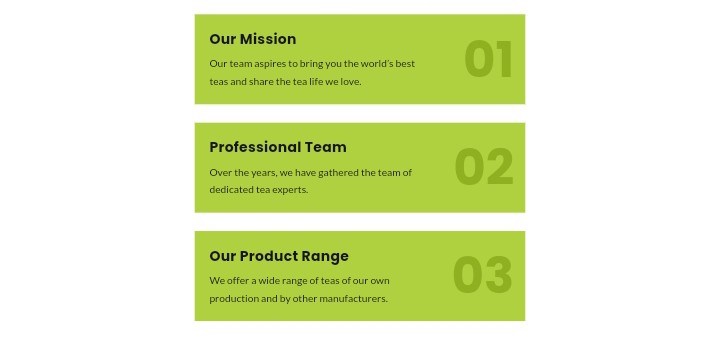 Our Mission
Our team aspires to bring you the world's best
teas and share the tea life we love.
01
Professional Team
Over the years, we have gathered the team of
dedicated tea experts.
02
Our Product Range
We offer a wide range of teas of our own
production and by other manufacturers.
03